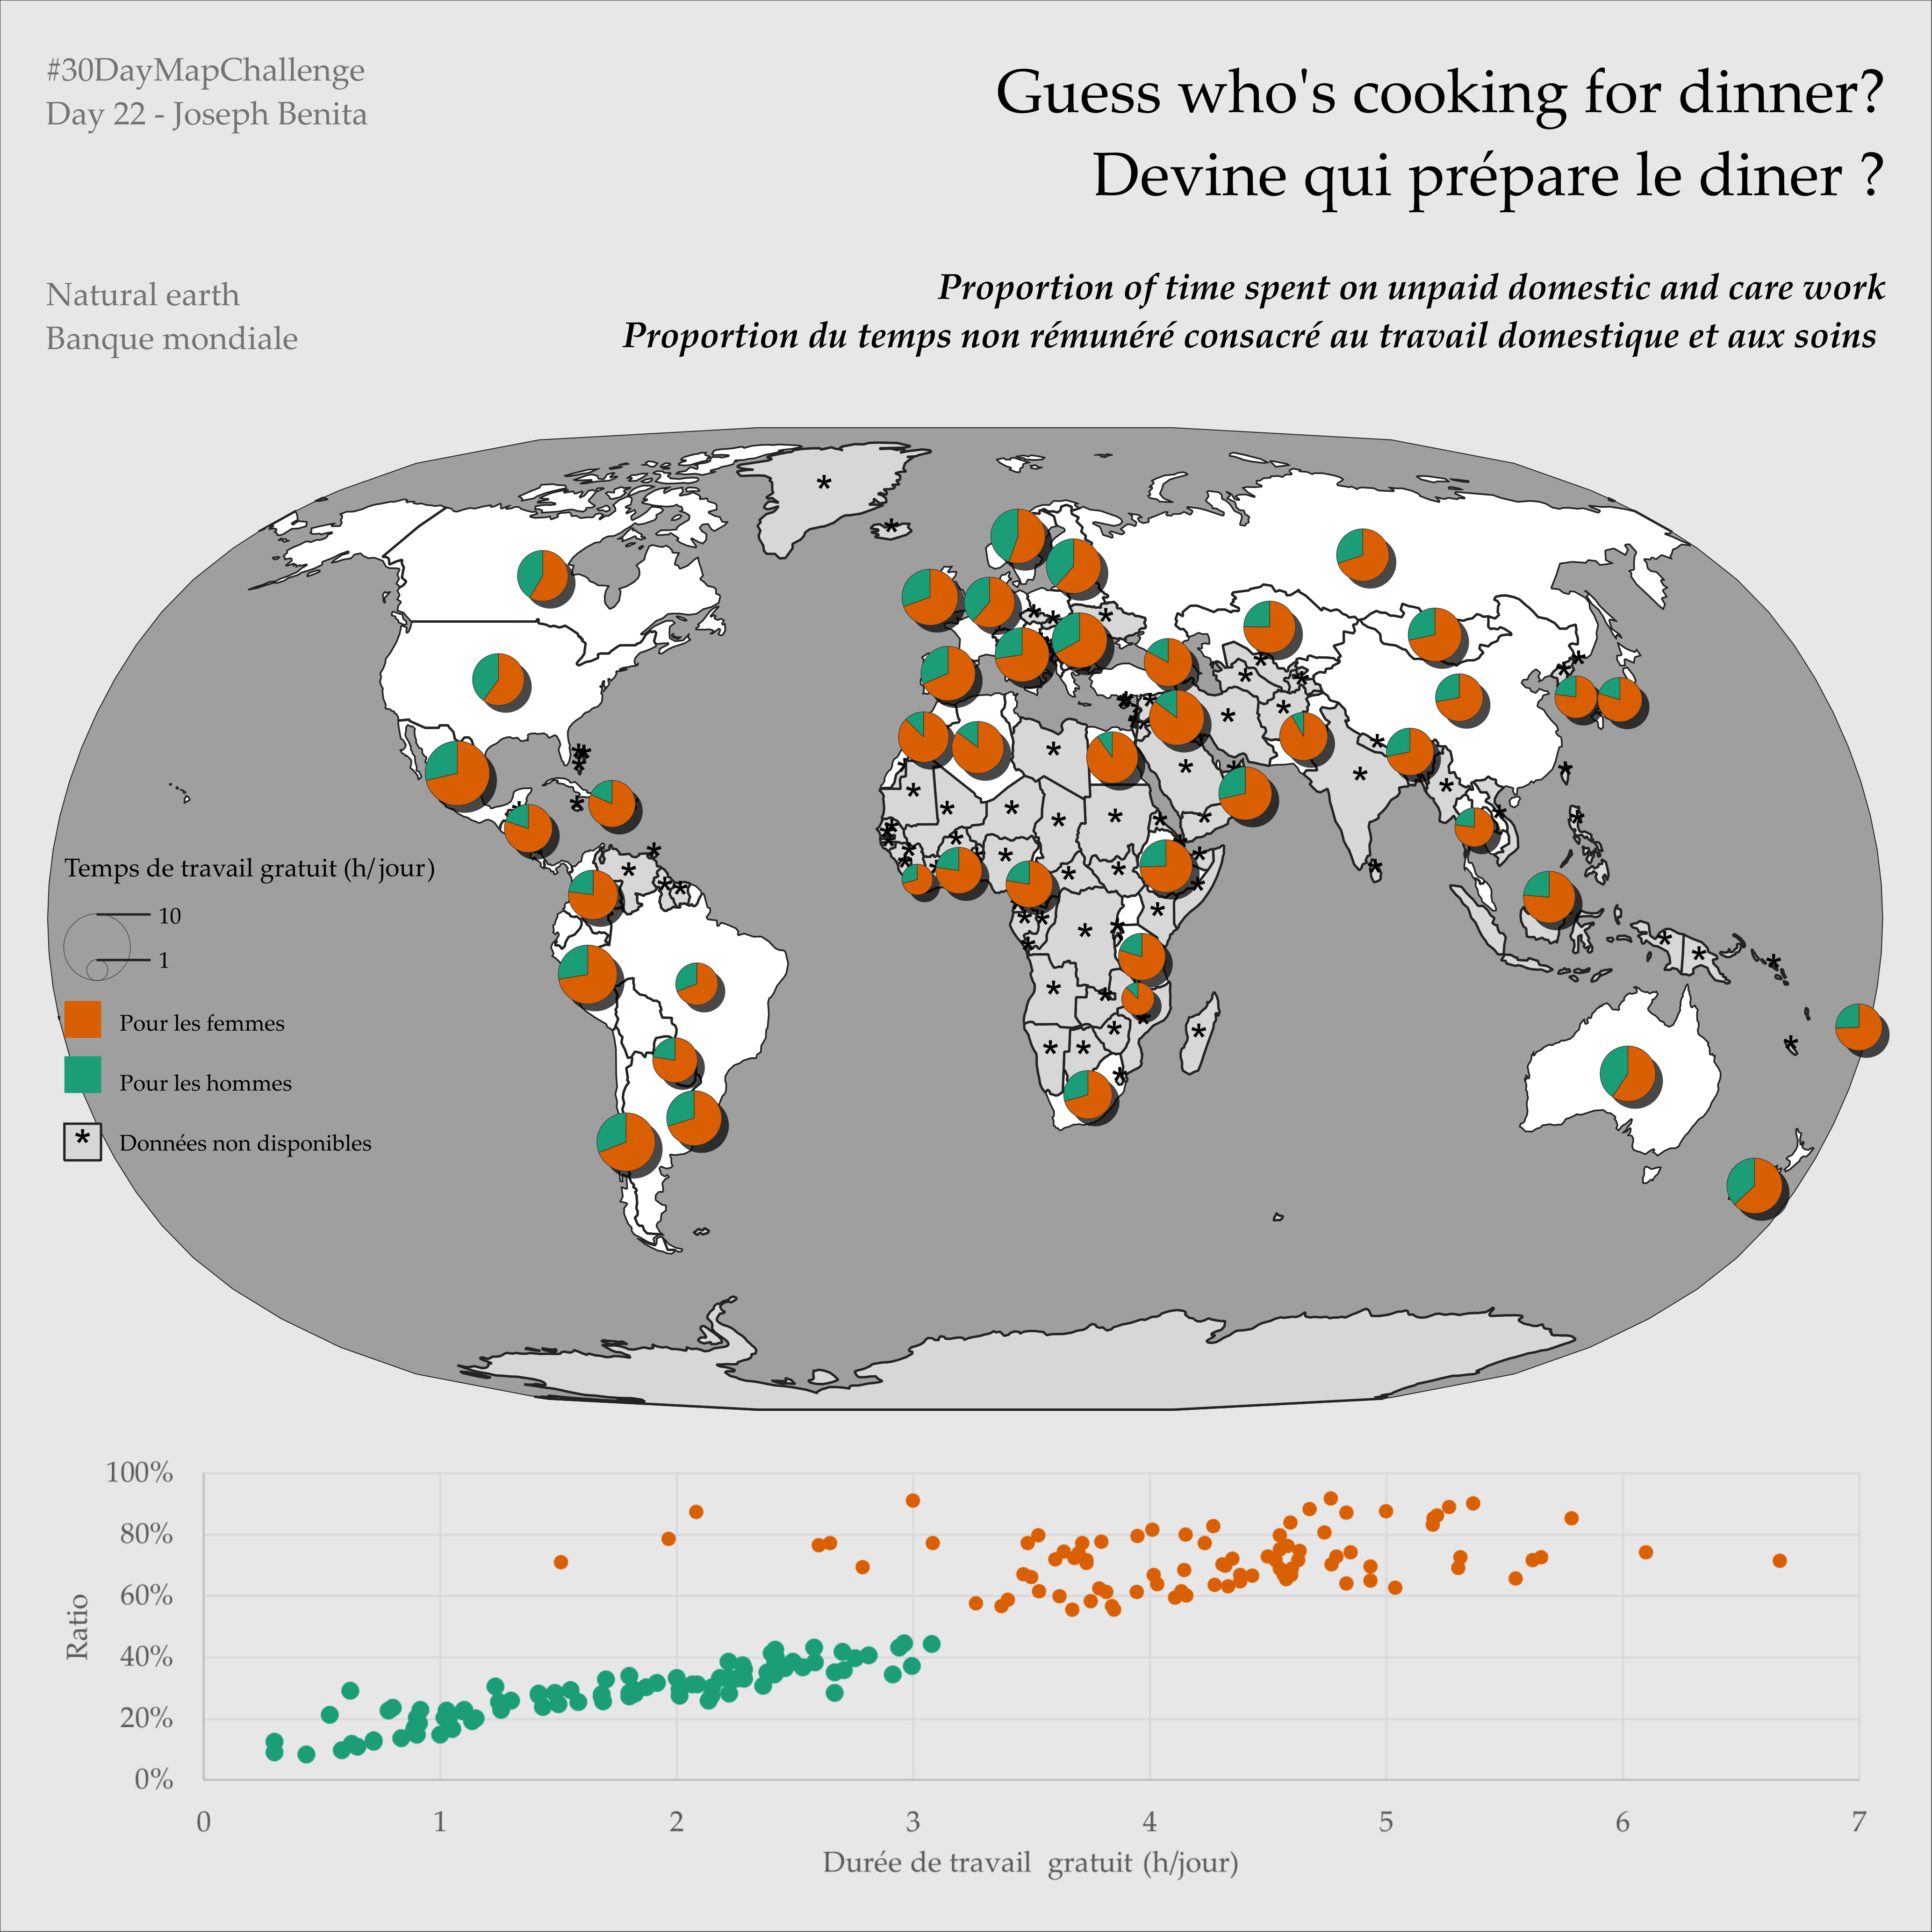 #30DayMapChallenge
Day 22 - Joseph Benita
Guess who's cooking for dinner?
Devine qui prépare le diner ?
Natural earth
Banque mondiale
Proportion of time spent on unpaid domestic and care work
Proportion du temps non rémunéré consacré au travail domestique et aux soins
Temps de travail gratuit (h/jour)
10
1
Pour les femmes
Pour les hommes
* Données non disponibles
100%
80%
60%
40%
20%
0%
Ratio
0 1 2 3 4 5 6 7
Durée de travail gratuit (h/jour)